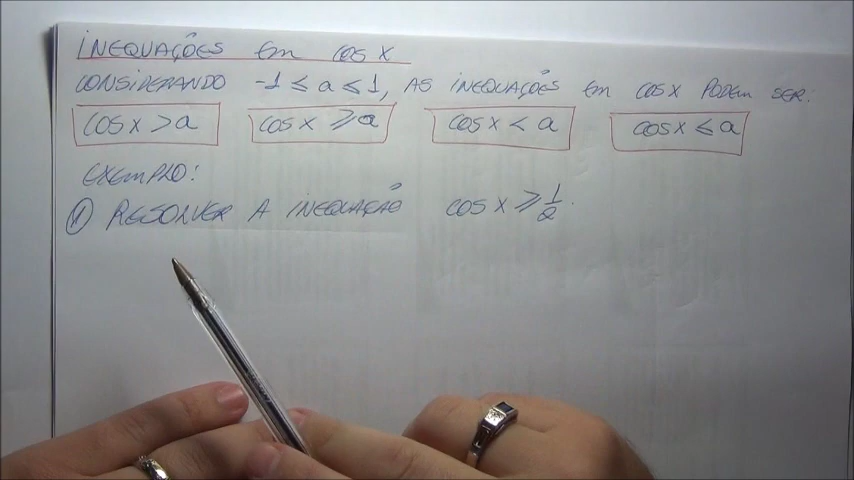 INEQUAÇÕES em COS X
CONSIDERANDO -1 ≤ a ≤ 1, AS INEQUAÇÕES em COSX PODEM SER:
COS X > a COS X ≥ a COS X < a COS X ≤ a
EXEMPLO:
① RESOLVER A INEQUAÇÃO COS X ≥ 1/2.